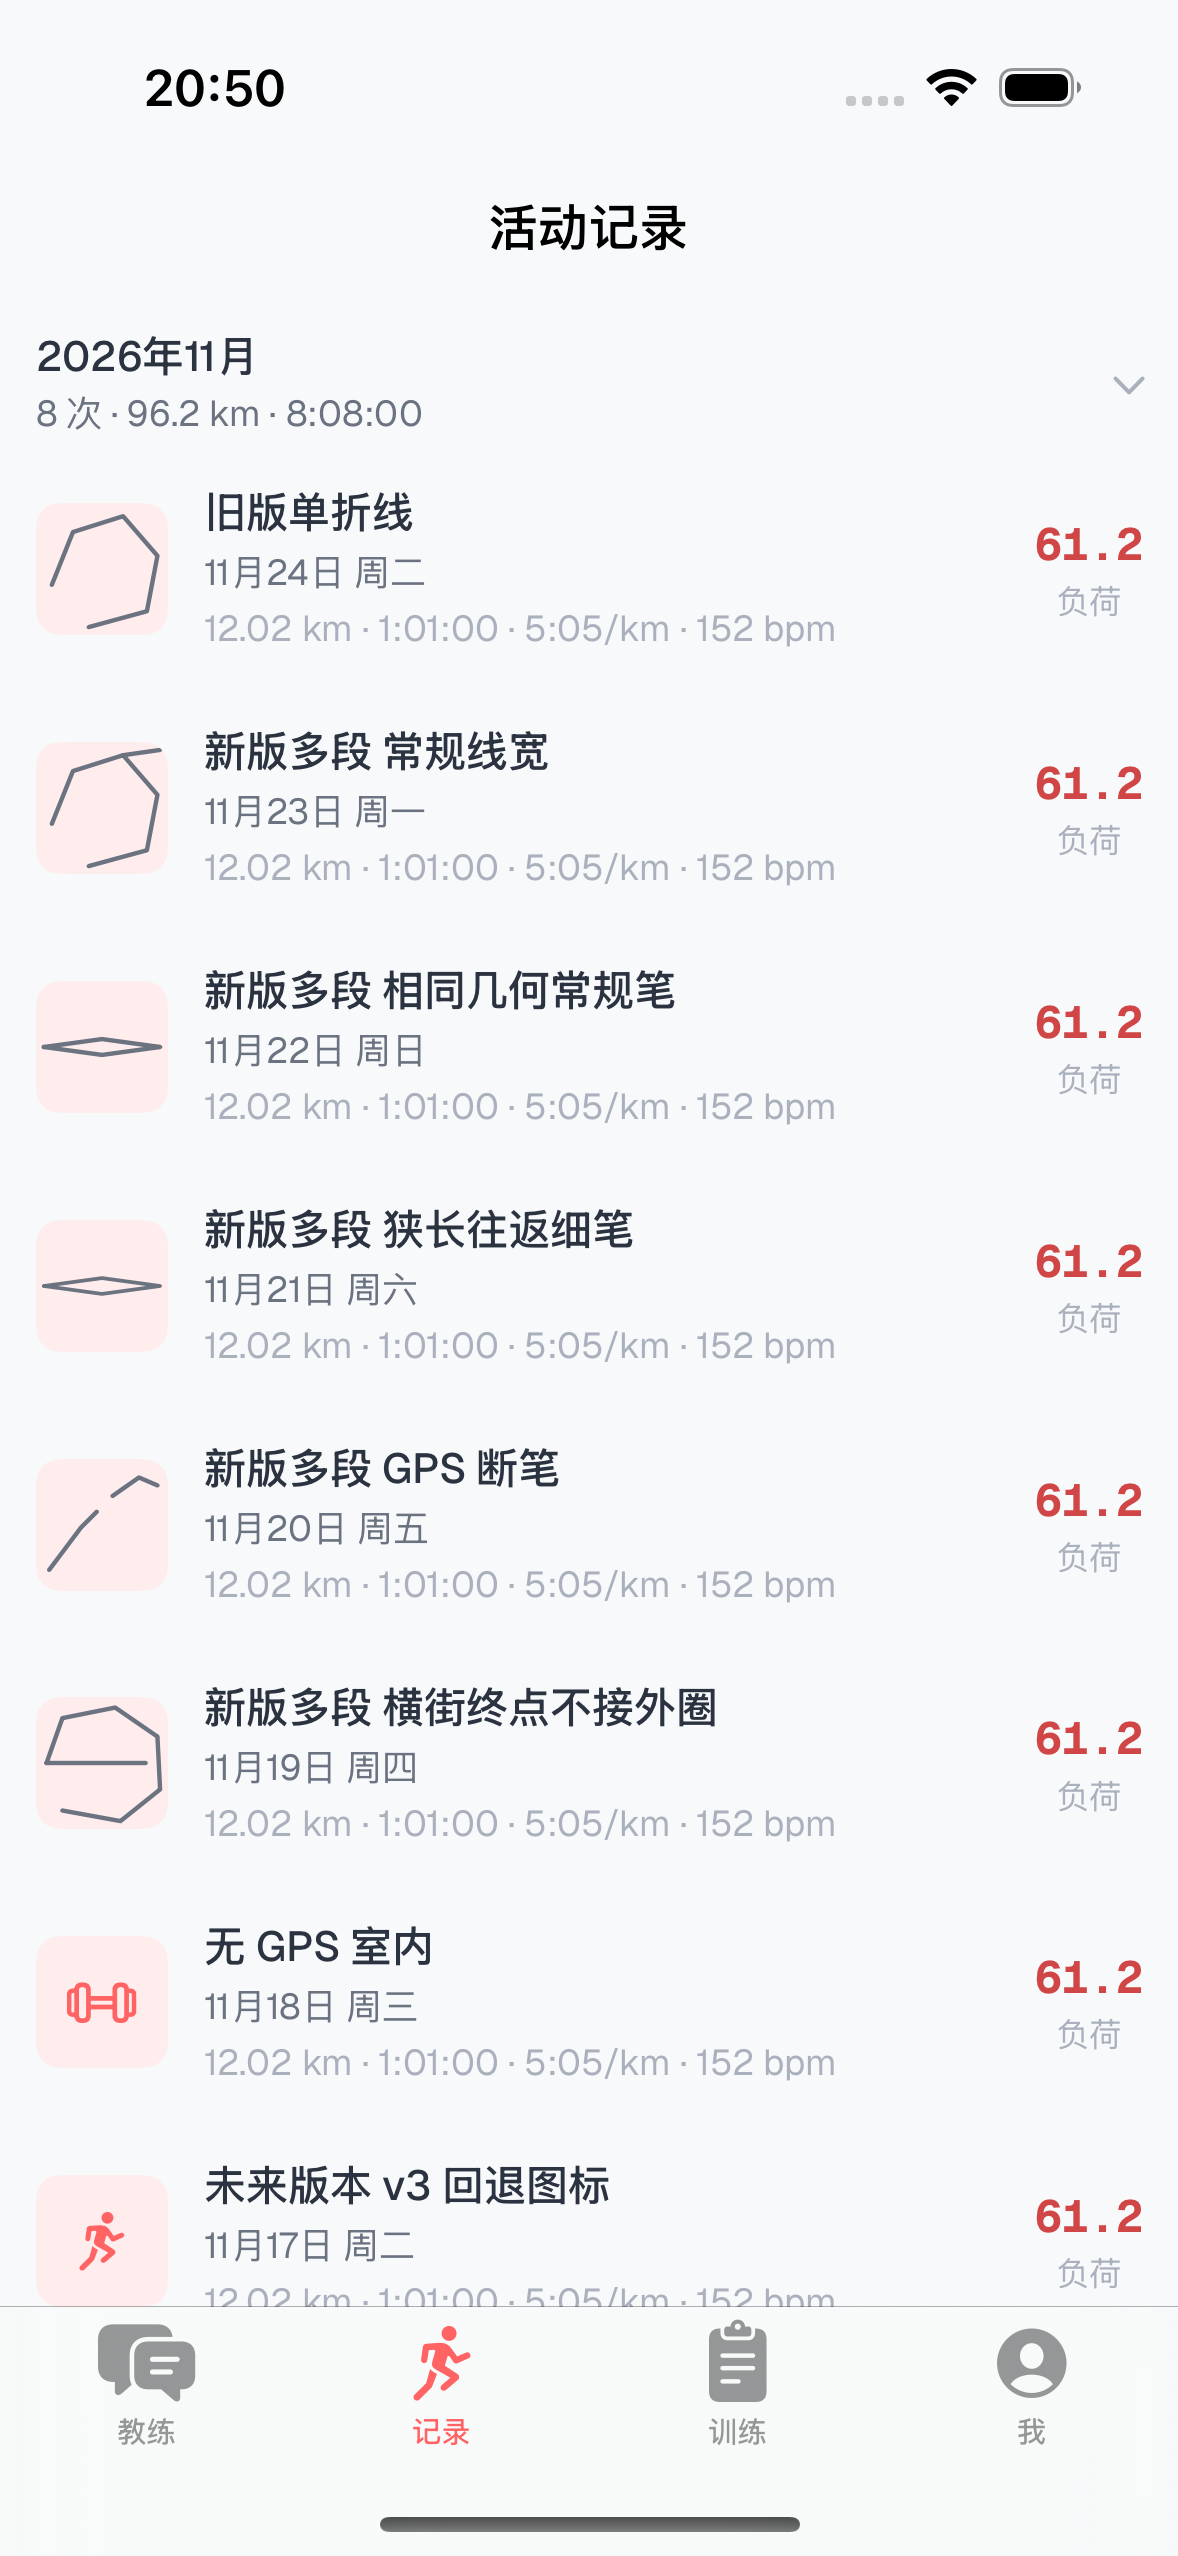 20:50
活动记录
2026年11月
8 次 · 96.2 km · 8:08:00
旧版单折线
11月24日 周二
12.02 km · 1:01:00 · 5:05/km · 152 bpm
61.2
负荷
新版多段 常规线宽
11月23日 周一
12.02 km · 1:01:00 · 5:05/km · 152 bpm
61.2
负荷
新版多段 相同几何常规笔
11月22日 周日
12.02 km · 1:01:00 · 5:05/km · 152 bpm
61.2
负荷
新版多段 狭长往返细笔
11月21日 周六
12.02 km · 1:01:00 · 5:05/km · 152 bpm
61.2
负荷
新版多段 GPS 断笔
11月20日 周五
12.02 km · 1:01:00 · 5:05/km · 152 bpm
61.2
负荷
新版多段 横街终点不接外圈
11月19日 周四
12.02 km · 1:01:00 · 5:05/km · 152 bpm
61.2
负荷
无 GPS 室内
11月18日 周三
12.02 km · 1:01:00 · 5:05/km · 152 bpm
61.2
负荷
未来版本 v3 回退图标
11月17日 周二
12.02 km · 1:01:00 · 5:05/km · 152 bpm
61.2
负荷
教练
记录
训练
我